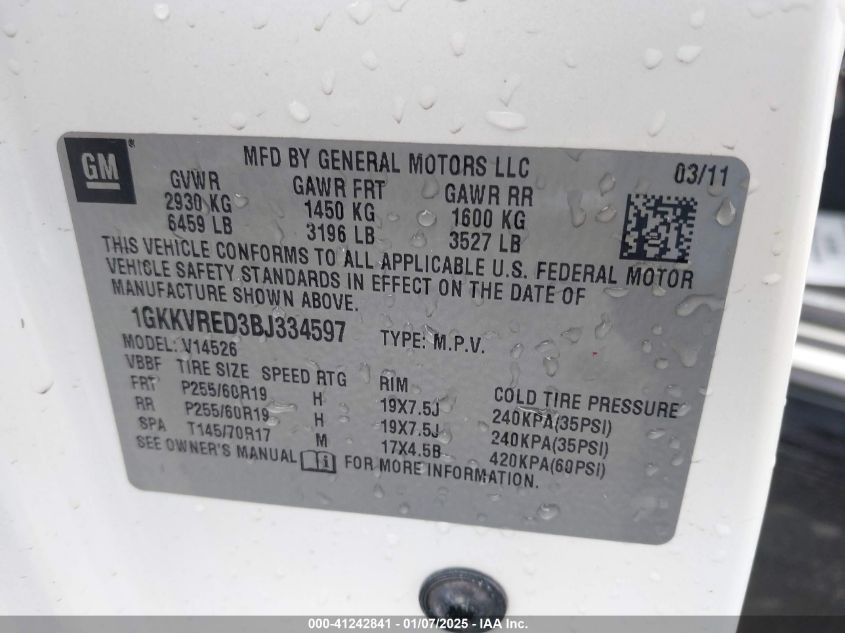 GM
MFD BY GENERAL MOTORS LLC
03/11
GVWR GAWR FRT GAWR RR
2930 KG 1450 KG 1600 KG
6459 LB 3196 LB 3527 LB
THIS VEHICLE CONFORMS TO ALL APPLICABLE U.S. FEDERAL MOTOR
VEHICLE SAFETY STANDARDS IN EFFECT ON THE DATE OF
MANUFACTURE SHOWN ABOVE.
1GKKVRED3BJ334597 TYPE: M.P.V.
MODEL: V14526
VBBF TIRE SIZE SPEED RTG RIM COLD TIRE PRESSURE
FRT P255/60R19 H 19X7.5J 240KPA(35PSI)
RR P255/60R19 H 19X7.5J 240KPA(35PSI)
SPA T145/70R17 M 17X4.5B 420KPA(60PSI)
SEE OWNER'S MANUAL FOR MORE INFORMATION.
000-41242841 - 01/07/2025 - IAA Inc.